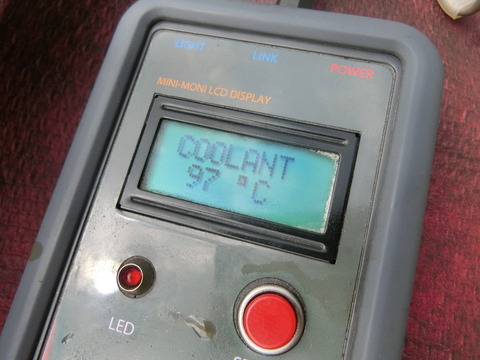 LIGHT LINK POWER
MINI-MONI LCD DISPLAY
COOLANT
97 °C
LED